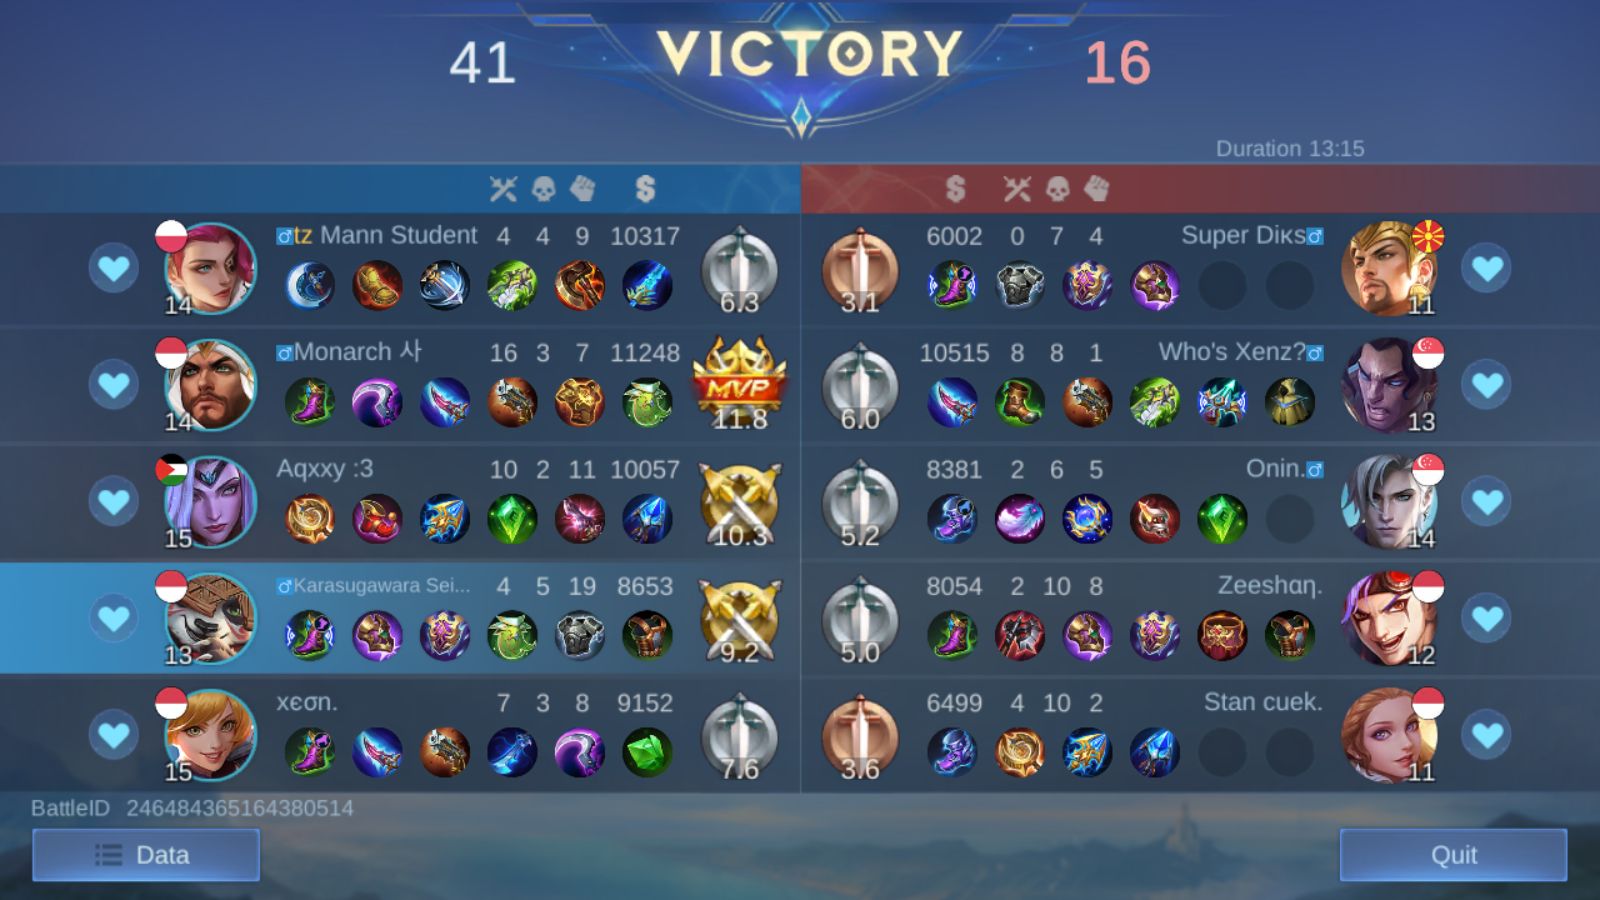 41 VICTORY 16
Duration 13:15
tz Mann Student 4 4 9 10317
14 6.3
6002 0 7 4 Super Diкs
3.1 11
Monarch 사 16 3 7 11248
14 MVP 11.8
10515 8 8 1 Who's Xenz?
6.0 13
Aqxxy :3 10 2 11 10057
15 10.3
8381 2 6 5 Onin.
5.2 14
Karasugawara Sei... 4 5 19 8653
13 9.2
8054 2 10 8 Zeeshαη.
5.0 12
xєσn. 7 3 8 9152
15 7.6
6499 4 10 2 Stan cuek.
3.6 11
BattleID 246484365164380514
Data Quit